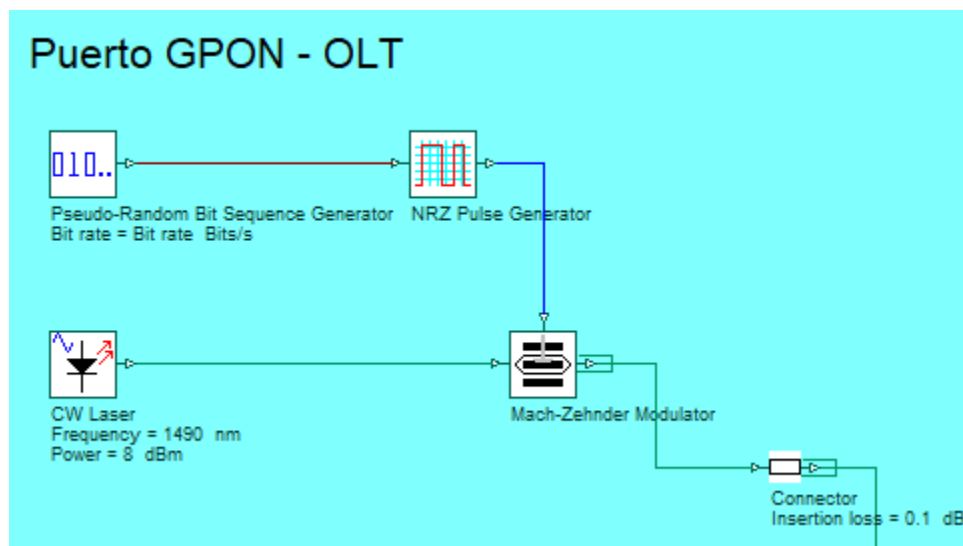 Puerto GPON - OLT
010..
Pseudo-Random Bit Sequence Generator
Bit rate = Bit rate Bits/s
NRZ Pulse Generator
CW Laser
Frequency = 1490 nm
Power = 8 dBm
Mach-Zehnder Modulator
Connector
Insertion loss = 0.1 dB